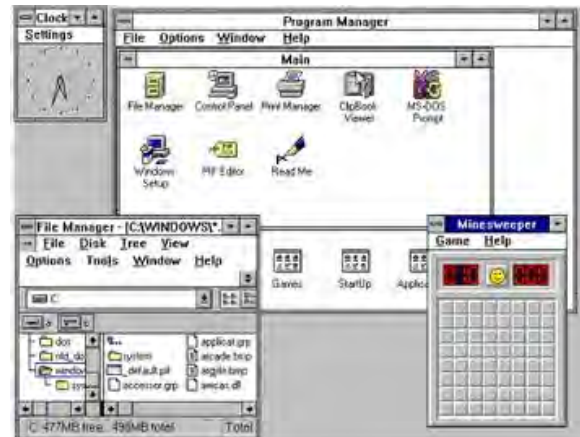 Clock
Settings
Program Manager
File Options Window Help
Main
File Manager
Control Panel
Print Manager
ClipBook Viewer
MS-DOS Prompt
Windows Setup
PIF Editor
Read Me
File Manager - [C:\WINDOWS\*.
File Disk Tree View
Options Tools Window Help
C:
a c
dos
system
_default.pif
accessor.grp
applicat.grp
arcade.bmp
argyle.bmp
C: 477MB free, 496MB total
Total
Games
StartUp
Applica
Minesweeper
Game Help